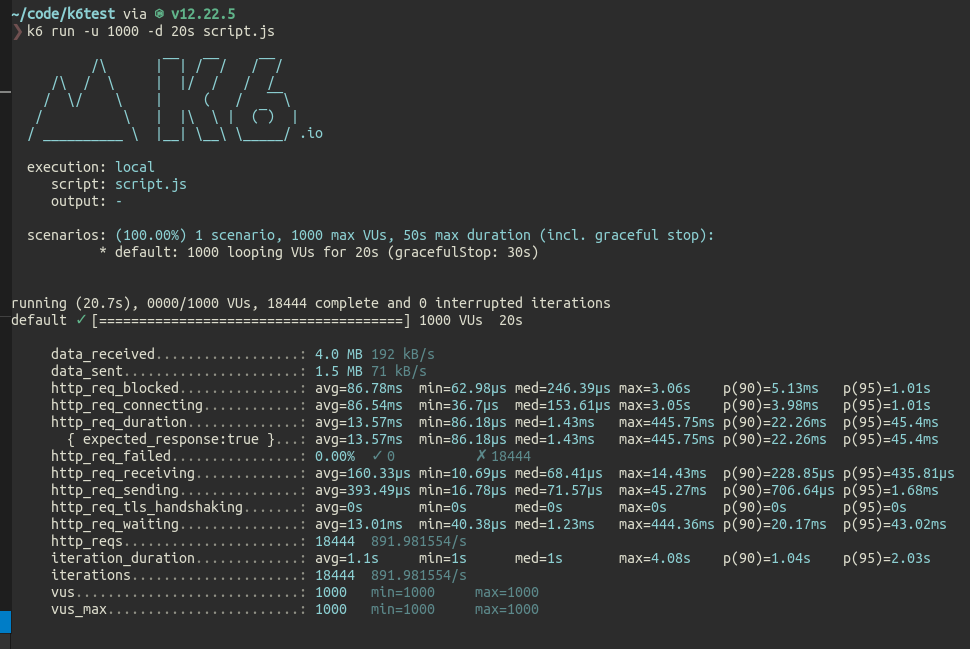 ~/code/k6test via ⬢ v12.22.5
❯ k6 run -u 1000 -d 20s script.js
          /\      |‾‾| /‾‾/   /‾‾/
     /\  /  \     |  |/  /   /  /
    /  \/    \    |     (   /   ‾‾\
   /          \   |  |\  \ |  (‾)  |
  / __________ \  |__| \__\ \_____/ .io
execution: local
script: script.js
output: -
scenarios: (100.00%) 1 scenario, 1000 max VUs, 50s max duration (incl. graceful stop):
* default: 1000 looping VUs for 20s (gracefulStop: 30s)
running (20.7s), 0000/1000 VUs, 18444 complete and 0 interrupted iterations
default ✓ [======================================] 1000 VUs  20s
data_received..................: 4.0 MB 192 kB/s
data_sent......................: 1.5 MB 71 kB/s
http_req_blocked...............: avg=86.78ms  min=62.98µs med=246.39µs max=3.06s    p(90)=5.13ms   p(95)=1.01s
http_req_connecting............: avg=86.54ms  min=36.7µs  med=153.61µs max=3.05s    p(90)=3.98ms   p(95)=1.01s
http_req_duration..............: avg=13.57ms  min=86.18µs med=1.43ms   max=445.75ms p(90)=22.26ms  p(95)=45.4ms
{ expected_response:true }...: avg=13.57ms  min=86.18µs med=1.43ms   max=445.75ms p(90)=22.26ms  p(95)=45.4ms
http_req_failed................: 0.00%  ✓ 0          ✗ 18444
http_req_receiving.............: avg=160.33µs min=10.69µs med=68.41µs  max=14.43ms  p(90)=228.85µs p(95)=435.81µs
http_req_sending...............: avg=393.49µs min=16.78µs med=71.57µs  max=45.27ms  p(90)=706.64µs p(95)=1.68ms
http_req_tls_handshaking.......: avg=0s       min=0s      med=0s       max=0s       p(90)=0s       p(95)=0s
http_req_waiting...............: avg=13.01ms  min=40.38µs med=1.23ms   max=444.36ms p(90)=20.17ms  p(95)=43.02ms
http_reqs......................: 18444  891.981554/s
iteration_duration.............: avg=1.1s     min=1s      med=1s       max=4.08s    p(90)=1.04s    p(95)=2.03s
iterations.....................: 18444  891.981554/s
vus............................: 1000   min=1000     max=1000
vus_max........................: 1000   min=1000     max=1000